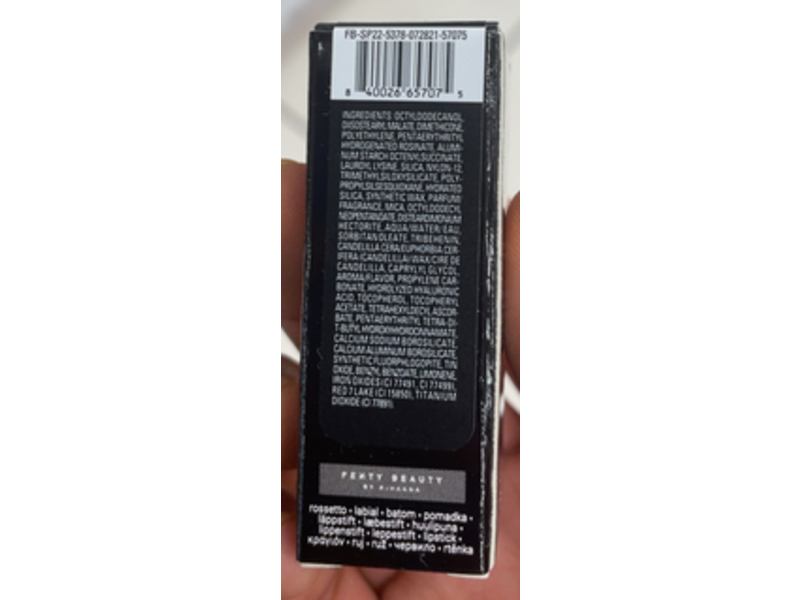 FB-SP22-5378-072821-57075
8 40026 65707 5
INGREDIENTS: OCTYLDODECANOL,
DIISOSTEARYL MALATE, DIMETHICONE,
POLYETHYLENE, PENTAERYTHRITYL
HYDROGENATED ROSINATE, ALUMI-
NUM STARCH OCTENYLSUCCINATE,
LAUROYL LYSINE, SILICA, NYLON-12,
TRIMETHYLSILOXYSILICATE, POLY-
PROPYLSILSESQUIOXANE, HYDRATED
SILICA, SYNTHETIC WAX, PARFUM/
FRAGRANCE, MICA, OCTYLDODECYL
NEOPENTANOATE, DISTEARDIMONIUM
HECTORITE, AQUA/WATER/EAU,
SORBITAN OLEATE, TRIBEHENIN,
CANDELILLA CERA/EUPHORBIA CER-
IFERA (CANDELILLA) WAX/CIRE DE
CANDELILLA, CAPRYLYL GLYCOL,
AROMA/FLAVOR, PROPYLENE CAR-
BONATE, HYDROLYZED HYALURONIC
ACID, TOCOPHEROL, TOCOPHERYL
ACETATE, TETRAHEXYLDECYL ASCOR-
BATE, PENTAERYTHRITYL TETRA-DI-
T-BUTYL HYDROXYHYDROCINNAMATE,
CALCIUM SODIUM BOROSILICATE,
CALCIUM ALUMINUM BOROSILICATE,
SYNTHETIC FLUORPHLOGOPITE, TIN
OXIDE, BENZYL BENZOATE, LIMONENE,
IRON OXIDES (CI 77491, CI 77499),
RED 7 LAKE (CI 15850), TITANIUM
DIOXIDE (CI 77891).
FENTY BEAUTY
BY RIHANNA
rossetto • labial • batom • pomadka •
läppstift • læbestift • huulipuna •
lippenstift • leppestift • lipstick •
κραγιόν • ruj • ruž • червило • rtěnka